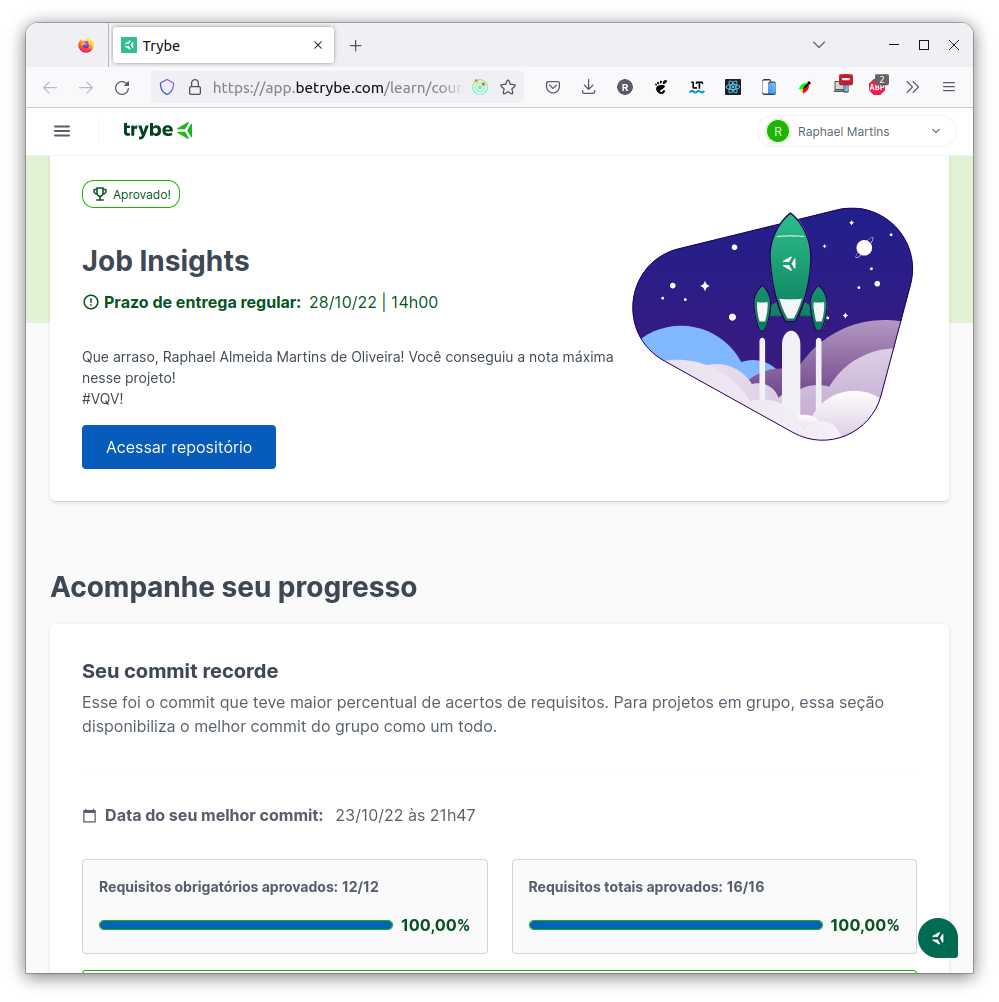 Trybe
https://app.betrybe.com/learn/cour
R
LT
2
ABP
trybe
R Raphael Martins
Aprovado!
Job Insights
Prazo de entrega regular: 28/10/22 | 14h00
Que arraso, Raphael Almeida Martins de Oliveira! Você conseguiu a nota máxima
nesse projeto!
#VQV!
Acessar repositório
Acompanhe seu progresso
Seu commit recorde
Esse foi o commit que teve maior percentual de acertos de requisitos. Para projetos em grupo, essa seção
disponibiliza o melhor commit do grupo como um todo.
Data do seu melhor commit: 23/10/22 às 21h47
Requisitos obrigatórios aprovados: 12/12
100,00%
Requisitos totais aprovados: 16/16
100,00%